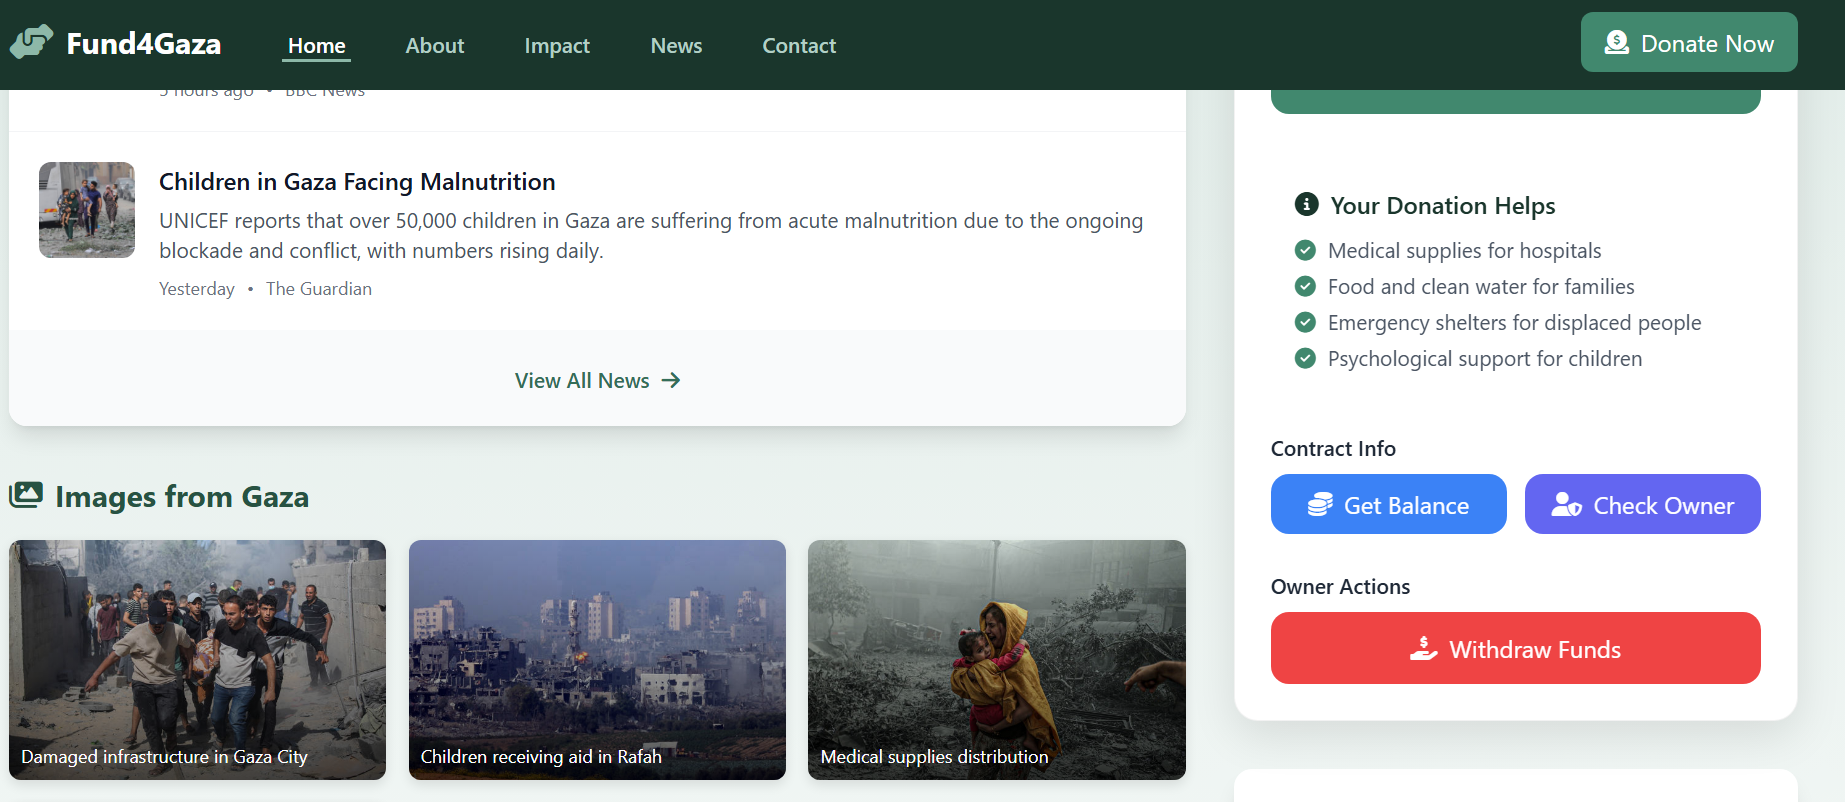 Fund4Gaza
Home
About
Impact
News
Contact
Donate Now
5 hours ago • BBC News
Children in Gaza Facing Malnutrition
UNICEF reports that over 50,000 children in Gaza are suffering from acute malnutrition due to the ongoing
blockade and conflict, with numbers rising daily.
Yesterday • The Guardian
View All News →
Images from Gaza
Damaged infrastructure in Gaza City
Children receiving aid in Rafah
Medical supplies distribution
Your Donation Helps
Medical supplies for hospitals
Food and clean water for families
Emergency shelters for displaced people
Psychological support for children
Contract Info
Get Balance
Check Owner
Owner Actions
Withdraw Funds